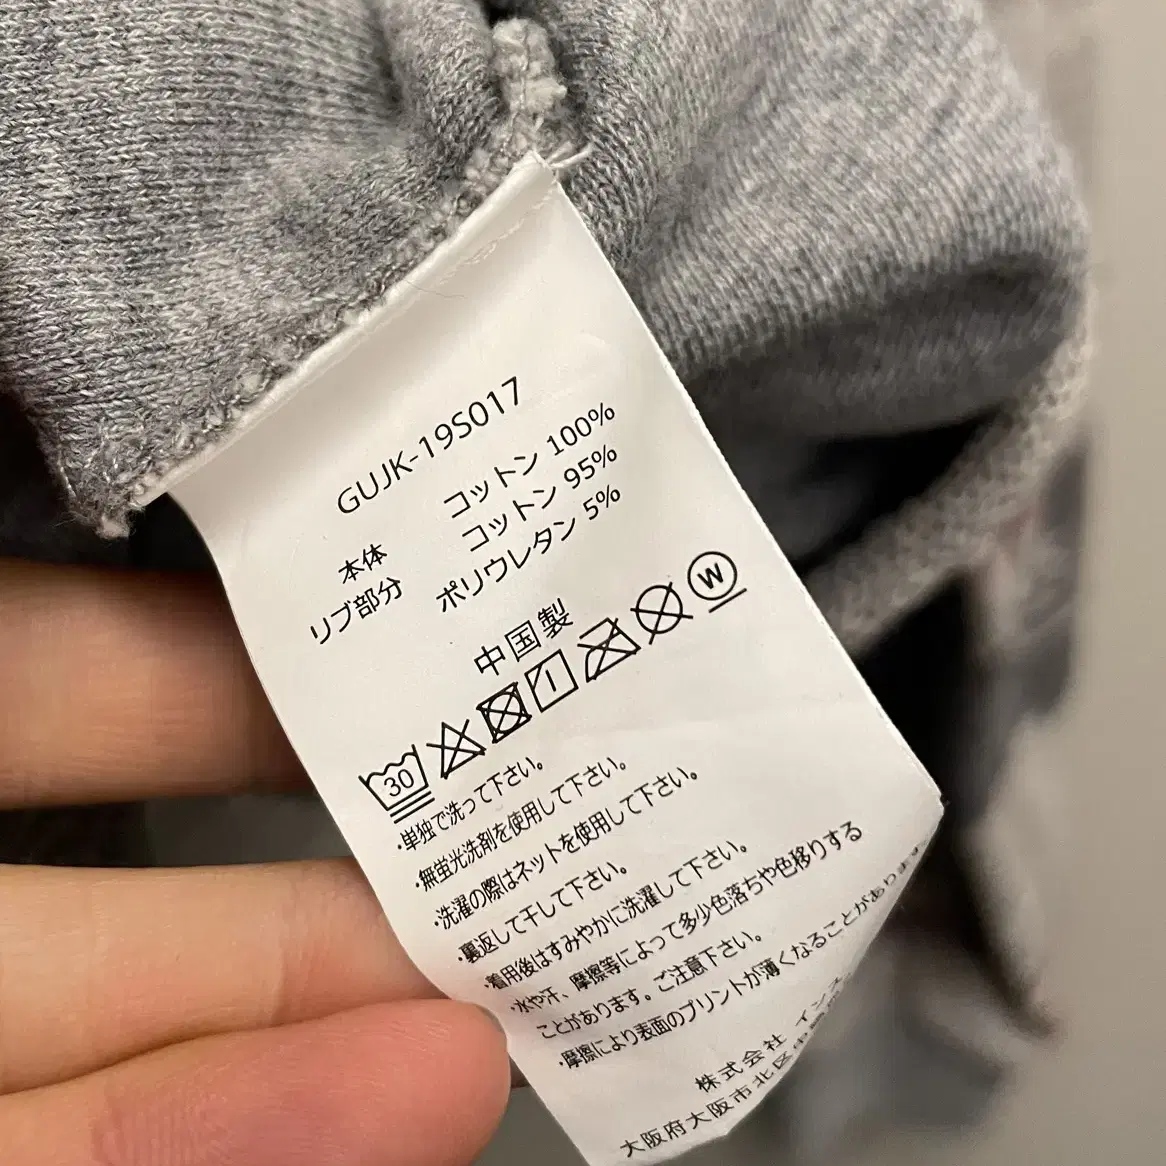 GUJK-19S017
本体 コットン 100%
リブ部分 コットン 95%
ポリウレタン 5%
中国製
30 W
・単独で洗って下さい。
・無蛍光洗剤を使用して下さい。
・洗濯の際はネットを使用して下さい。
・裏返して干して下さい。
・着用後はすみやかに洗濯して下さい。
・水や汗、摩擦等によって多少色落ちや色移りする
ことがあります。ご注意下さい。
・摩擦により表面のプリントが薄くなることがあります
株式会社 イン
大阪府大阪市北区中